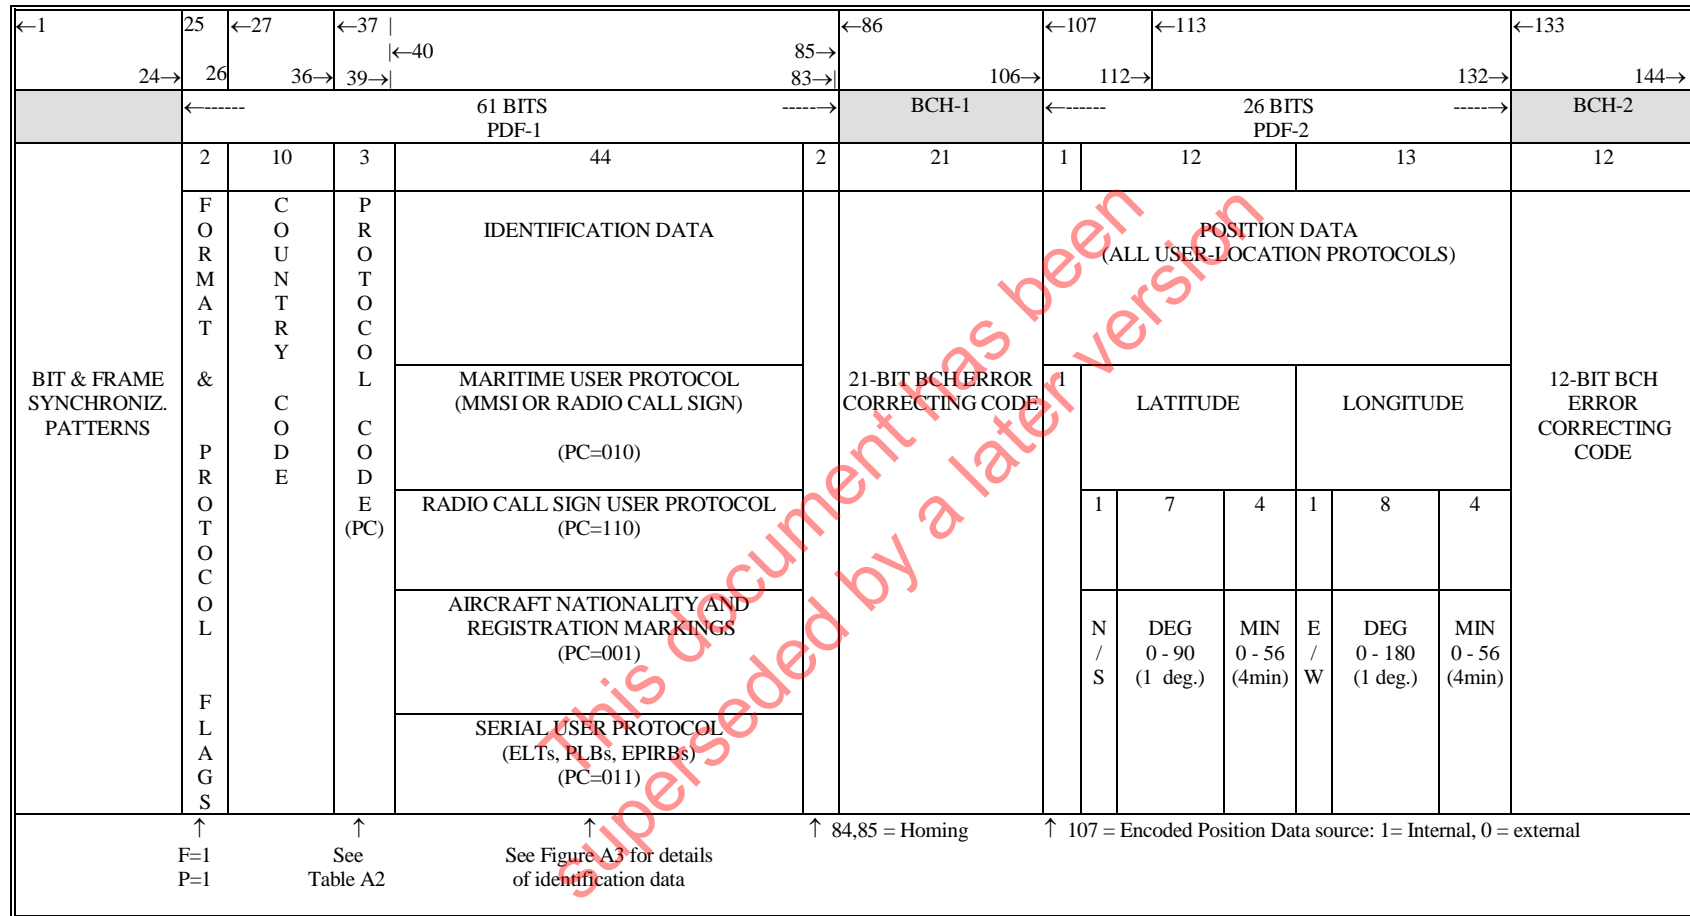 ←1 25 ←27 ←37 | ←86 ←107 ←113 ←133
|←40 85→
24→ 26 36→ 39→| 83→| 106→ 112→ 132→ 144→
←------ 61 BITS -----→ BCH-1 ←------ 26 BITS -----→ BCH-2
PDF-1 PDF-2
2 10 3 44 2 21 1 12 13 12
BIT & FRAME
SYNCHRONIZ.
PATTERNS
F
O
R
M
A
T
&
P
R
O
T
O
C
O
L
F
L
A
G
S
C
O
U
N
T
R
Y
C
O
D
E
P
R
O
T
O
C
O
L
C
O
D
E
(PC)
IDENTIFICATION DATA
MARITIME USER PROTOCOL
(MMSI OR RADIO CALL SIGN)
(PC=010)
RADIO CALL SIGN USER PROTOCOL
(PC=110)
AIRCRAFT NATIONALITY AND
REGISTRATION MARKINGS
(PC=001)
SERIAL USER PROTOCOL
(ELTs, PLBs, EPIRBs)
(PC=011)
21-BIT BCH ERROR
CORRECTING CODE
POSITION DATA
(ALL USER-LOCATION PROTOCOLS)
1 LATITUDE LONGITUDE
1 7 4 1 8 4
N
/
S
DEG
0 - 90
(1 deg.)
MIN
0 - 56
(4min)
E
/
W
DEG
0 - 180
(1 deg.)
MIN
0 - 56
(4min)
12-BIT BCH
ERROR
CORRECTING
CODE
↑ ↑ ↑ ↑ 84,85 = Homing ↑ 107 = Encoded Position Data source: 1= Internal, 0 = external
F=1 See See Figure A3 for details
P=1 Table A2 of identification data
This document has been
superseded by a later version